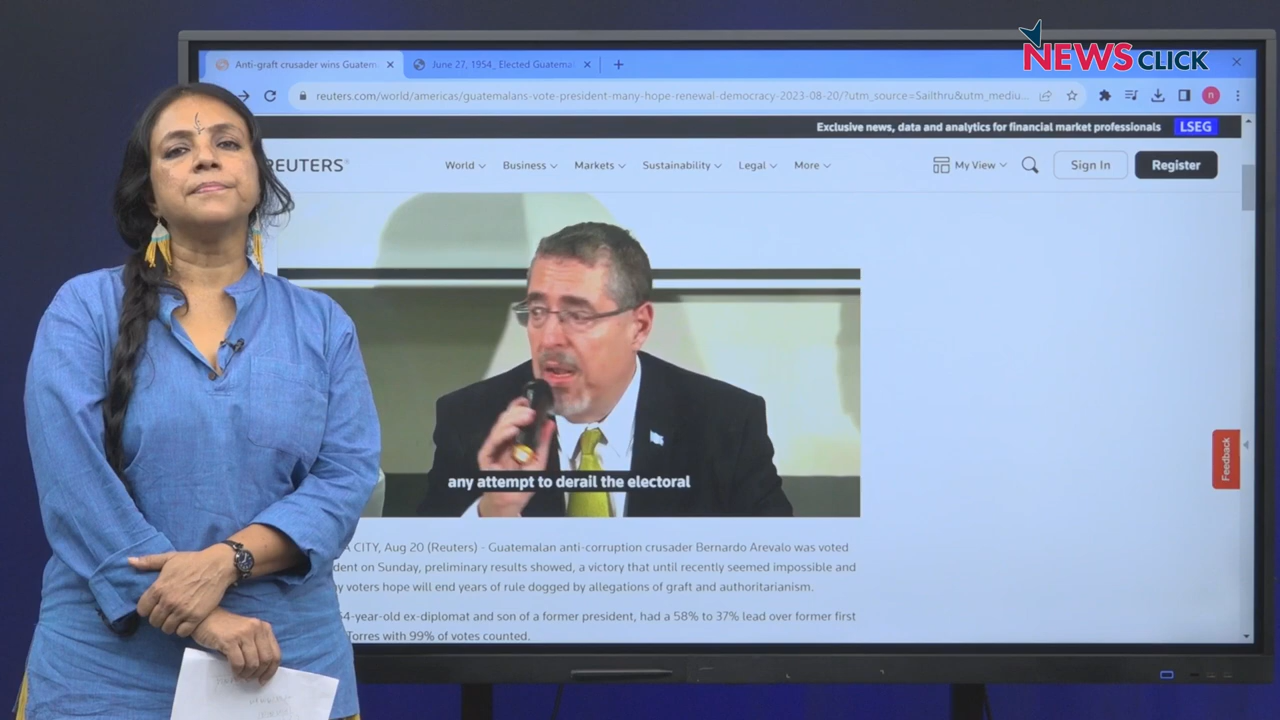 NEWSCLICK
Anti-graft crusader wins Guatem
June 27, 1954_ Elected Guatemal
reuters.com/world/americas/guatemalans-vote-president-many-hope-renewal-democracy-2023-08-20/?utm_source=Sailthru&utm_mediu...
n
Exclusive news, data and analytics for financial market professionals LSEG
REUTERS
World Business Markets Sustainability Legal More
My View Sign In Register
any attempt to derail the electoral
Feedback
A CITY, Aug 20 (Reuters) - Guatemalan anti-corruption crusader Bernardo Arevalo was voted
dent on Sunday, preliminary results showed, a victory that until recently seemed impossible and
y voters hope will end years of rule dogged by allegations of graft and authoritarianism.
4-year-old ex-diplomat and son of a former president, had a 58% to 37% lead over former first
Torres with 99% of votes counted.